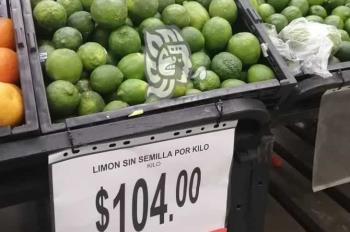 LIMON SIN SEMILLA POR KILO
KILO
$104.00